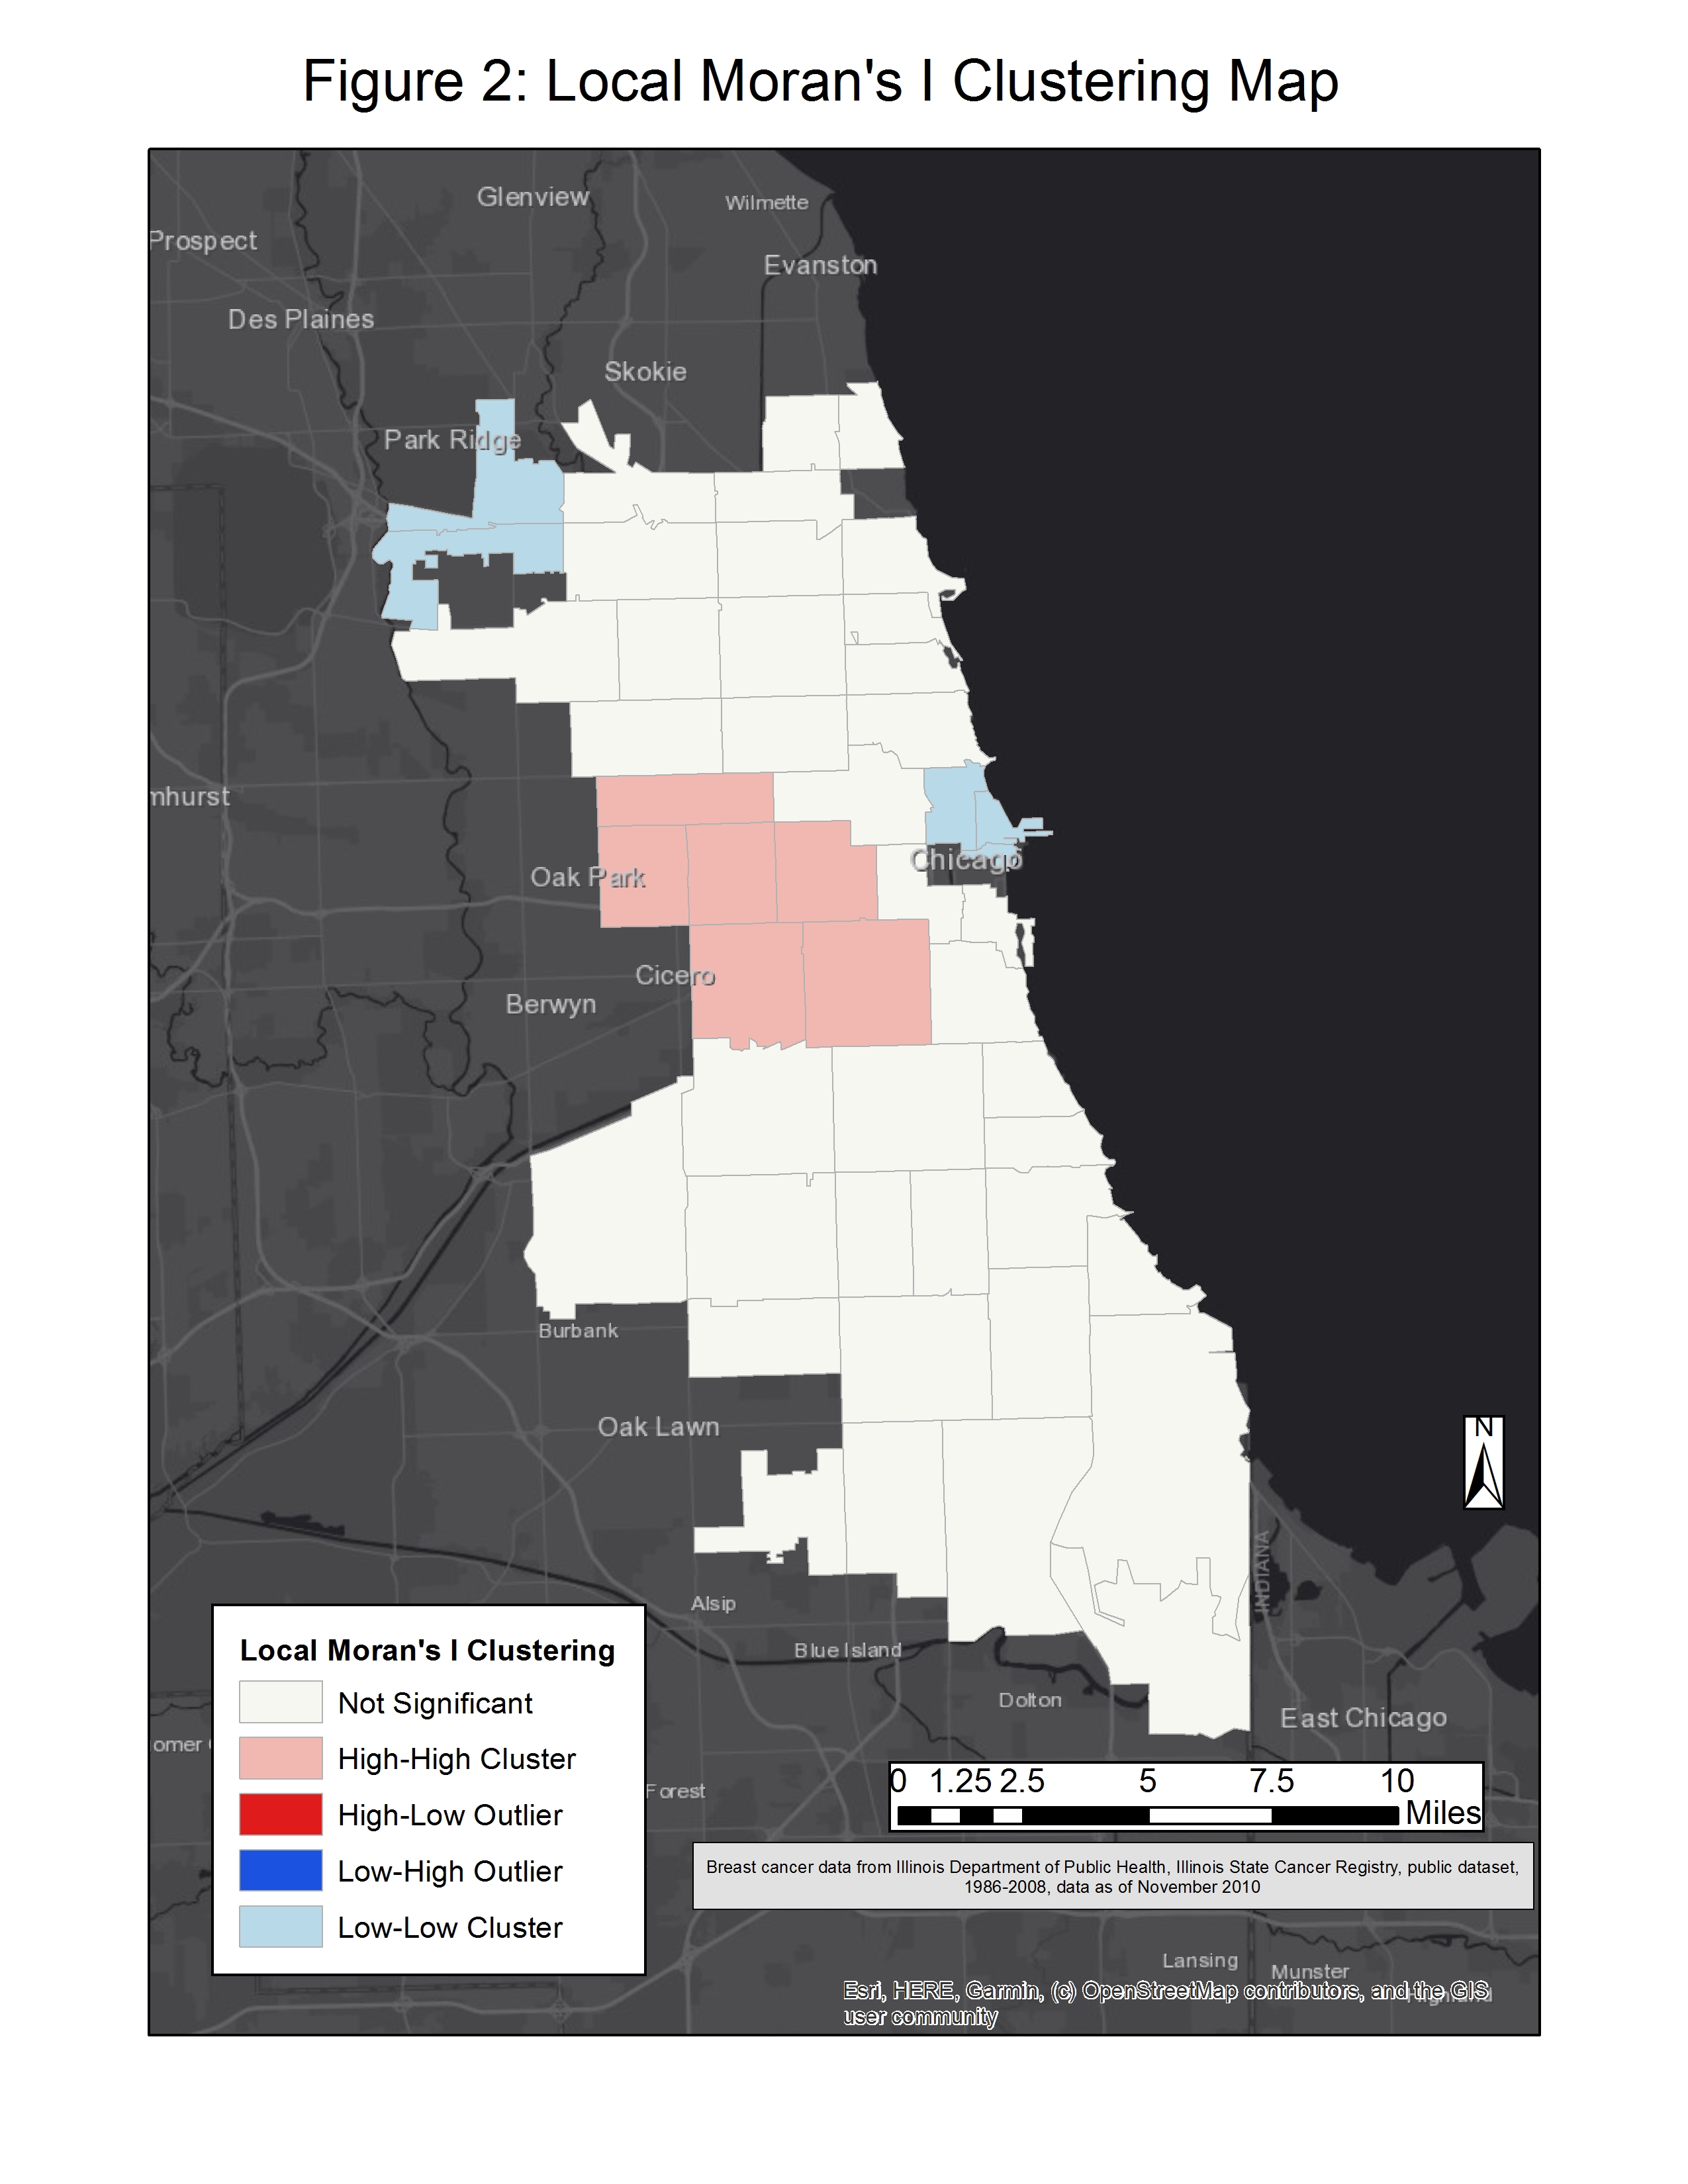 Figure 2: Local Moran's I Clustering Map
Glenview
Wilmette
Prospect
Evanston
Des Plaines
Skokie
Park Ridge
mhurst
Chicago
Oak Park
Cicero
Berwyn
Burbank
Oak Lawn
N
INDIANA
Alsip
Blue Island
Dolton
East Chicago
omer
Forest
Local Moran's I Clustering
Not Significant
High-High Cluster
High-Low Outlier
Low-High Outlier
Low-Low Cluster
0 1.25 2.5 5 7.5 10
Miles
Breast cancer data from Illinois Department of Public Health, Illinois State Cancer Registry, public dataset,
1986-2008, data as of November 2010
Lansing
Munster
Highland
Esri, HERE, Garmin, (c) OpenStreetMap contributors, and the GIS
user community